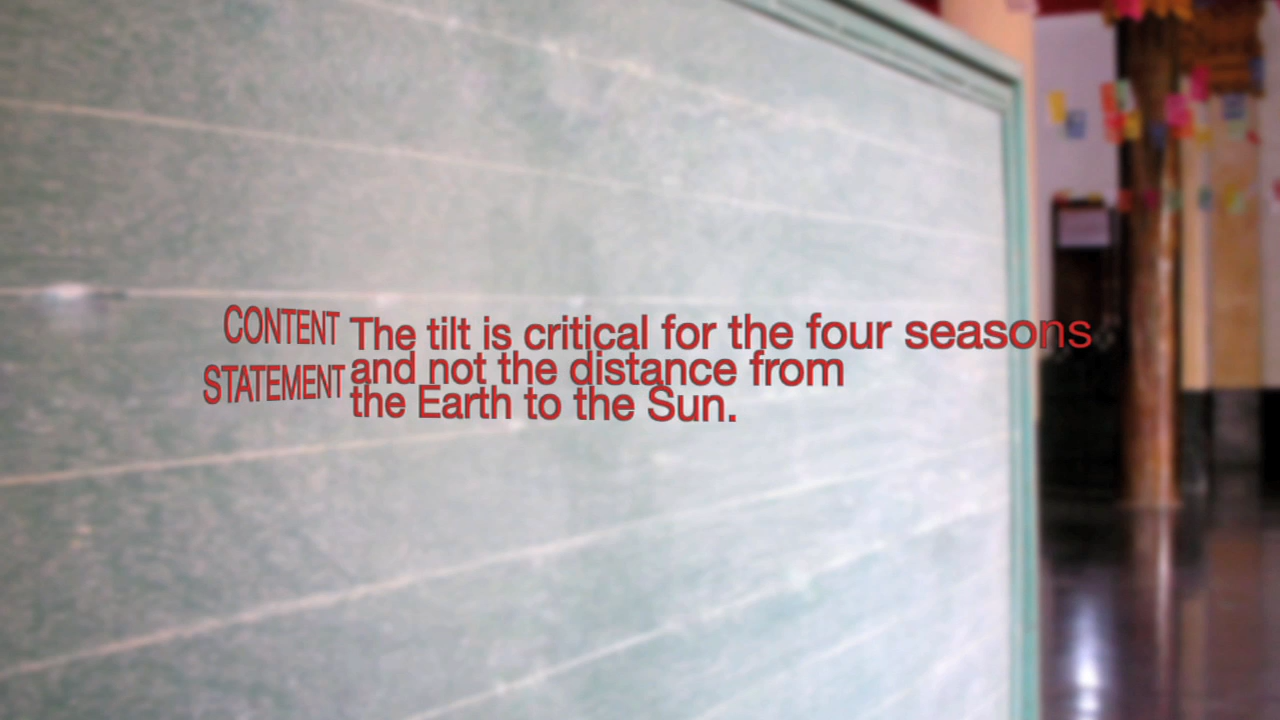 CONTENT
STATEMENT
The tilt is critical for the four seasons
and not the distance from
the Earth to the Sun.